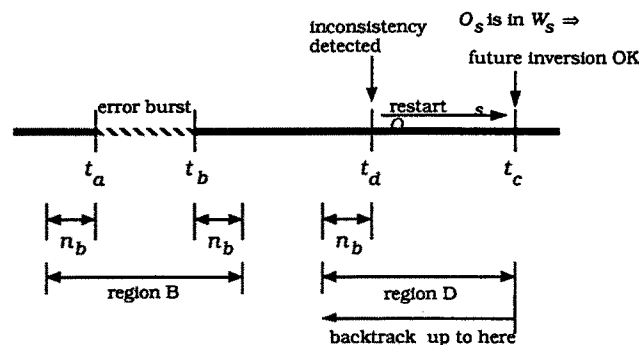 inconsistency
detected
O_s is in W_s ⇒
future inversion OK
error burst
restart s
O
t_a t_b t_d t_c
n_b n_b n_b
region B region D
backtrack up to here